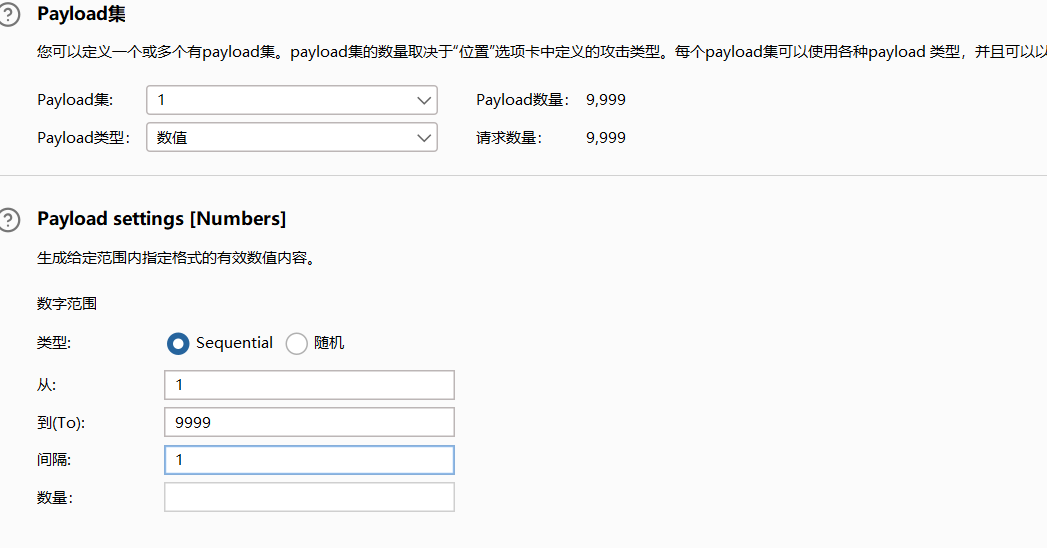 Payload集
您可以定义一个或多个有payload集。payload集的数量取决于“位置”选项卡中定义的攻击类型。每个payload集可以使用各种payload 类型，并且可以以
Payload集: 1 Payload数量: 9,999
Payload类型: 数值 请求数量: 9,999
Payload settings [Numbers]
生成给定范围内指定格式的有效数值内容。
数字范围
类型: Sequential 随机
从: 1
到(To): 9999
间隔: 1
数量: